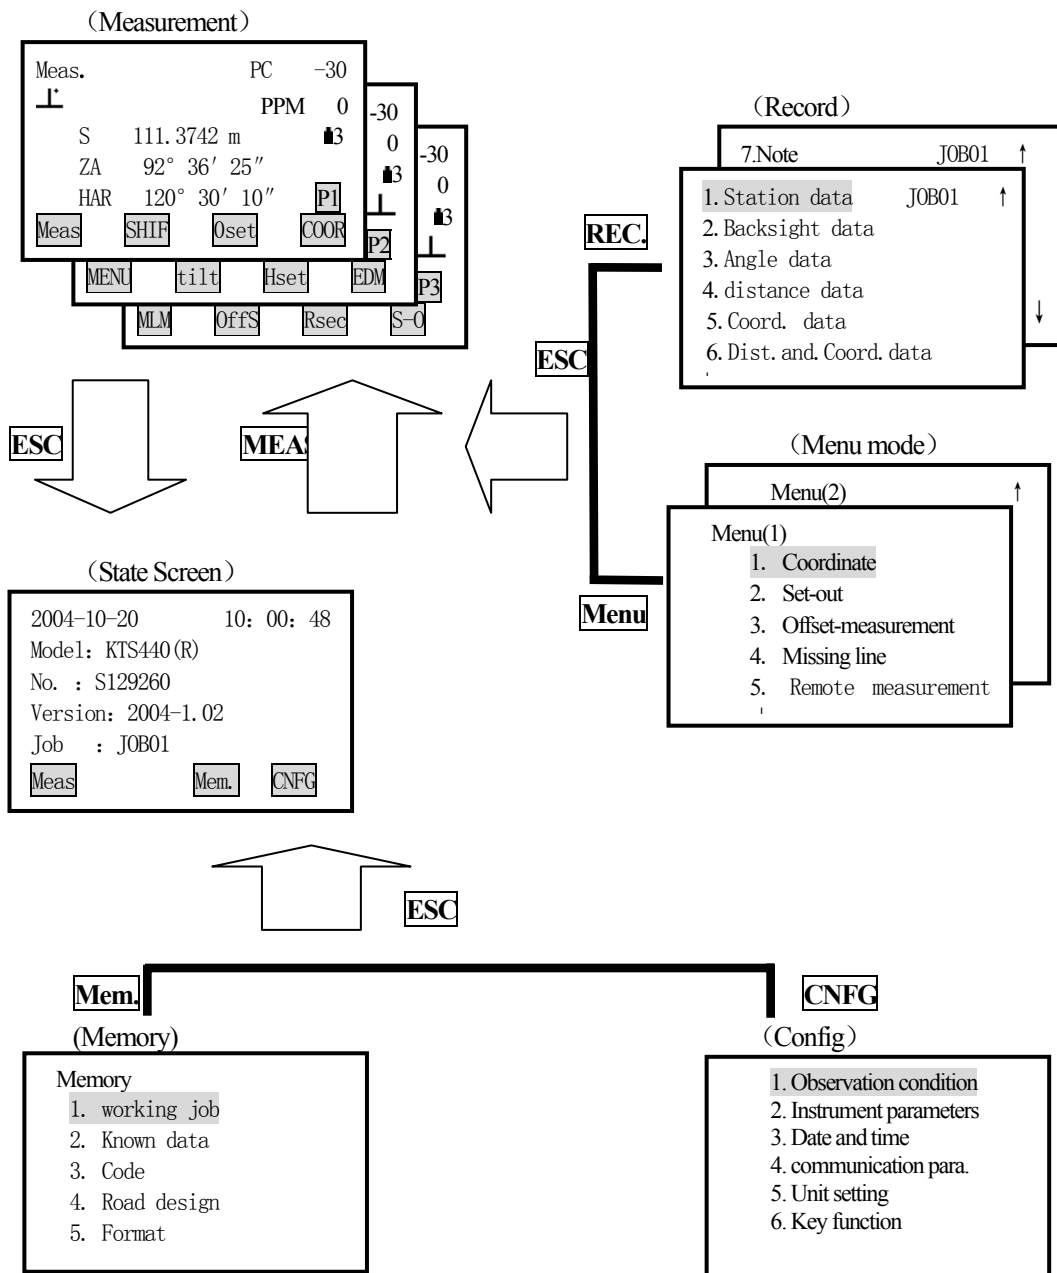 （Measurement）
Meas. PC -30
PPM 0
S 111.3742 m 3
ZA 92° 36′ 25″
HAR 120° 30′ 10″ P1
Meas SHIF 0set COOR
-30
0
3
P2
MENU tilt Hset EDM
-30
0
3
P3
MLM OffS Rsec S-O
（Record）
7.Note JOB01 ↑
1. Station data JOB01 ↑
2. Backsight data
3. Angle data
4. distance data
5. Coord. data
6. Dist.and.Coord.data
↓
REC.
ESC
Menu
ESC
MEAS
（Menu mode）
Menu(2) ↑
Menu(1)
1. Coordinate
2. Set-out
3. Offset-measurement
4. Missing line
5. Remote measurement
（State Screen）
2004-10-20 10: 00: 48
Model: KTS440(R)
No. : S129260
Version: 2004-1.02
Job : JOB01
Meas Mem. CNFG
ESC
Mem.
CNFG
(Memory)
Memory
1. working job
2. Known data
3. Code
4. Road design
5. Format
（Config）
1. Observation condition
2. Instrument parameters
3. Date and time
4. communication para.
5. Unit setting
6. Key function